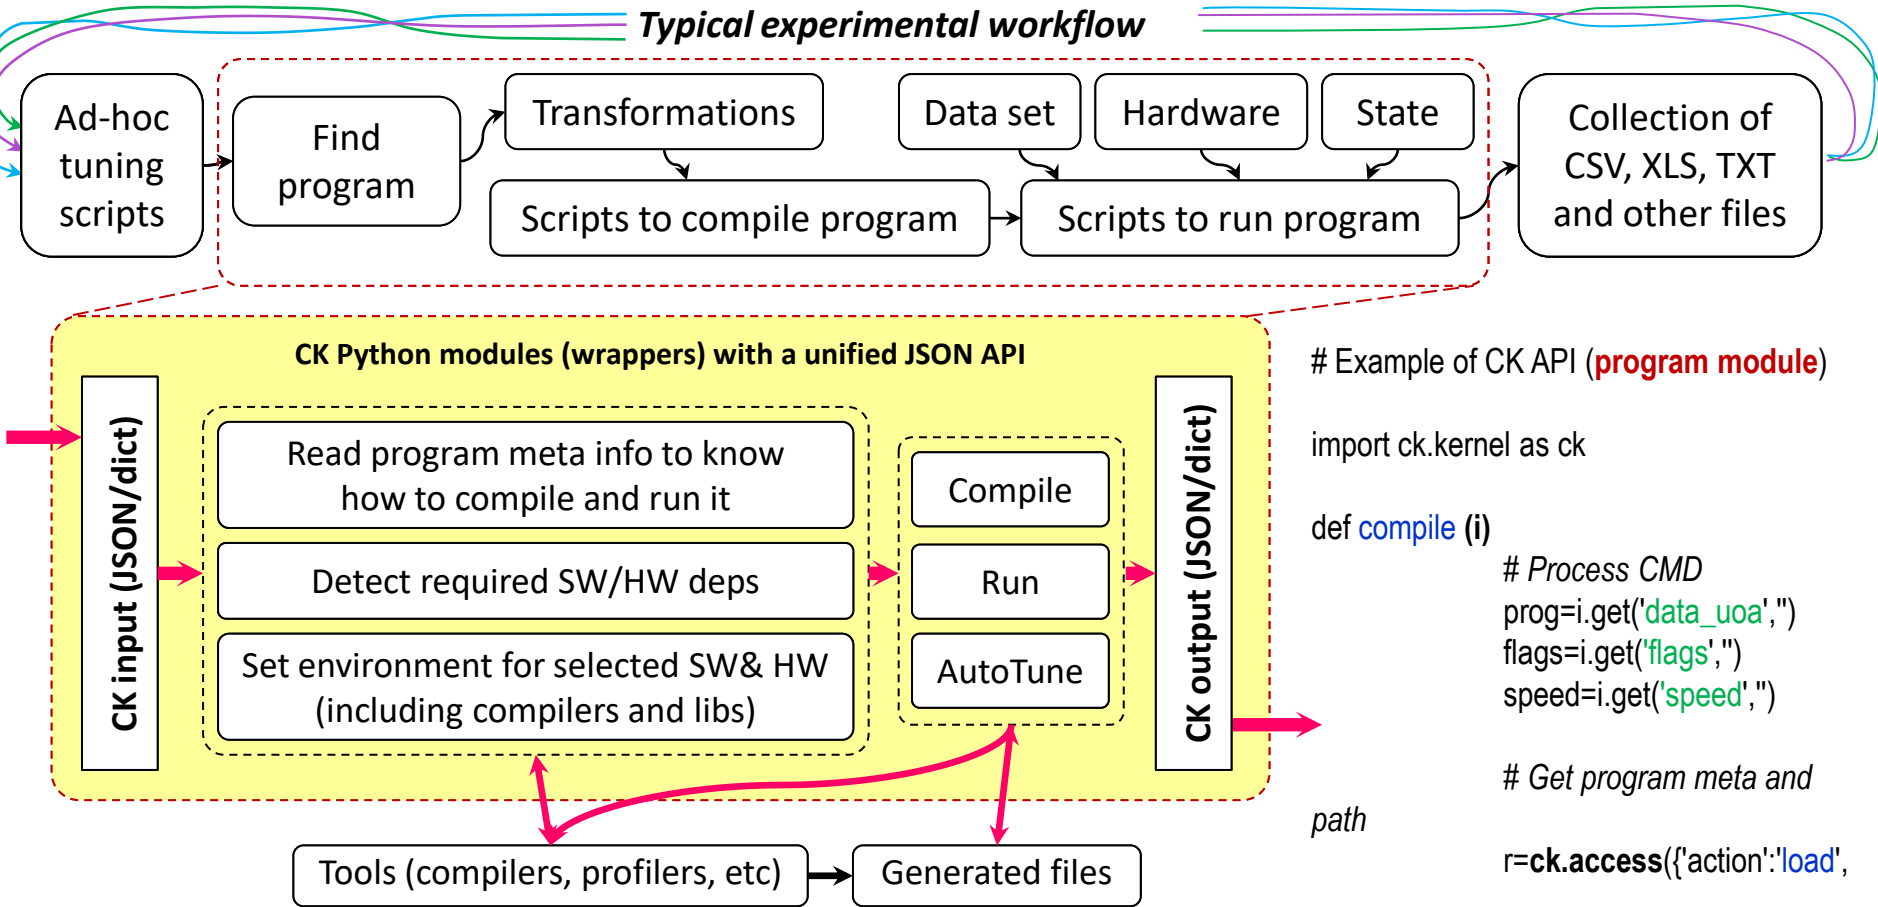 Typical experimental workflow
Ad-hoc
tuning
scripts
Find
program
Transformations
Data set
Hardware
State
Scripts to compile program
Scripts to run program
Collection of
CSV, XLS, TXT
and other files
CK Python modules (wrappers) with a unified JSON API
CK input (JSON/dict)
Read program meta info to know
how to compile and run it
Detect required SW/HW deps
Set environment for selected SW& HW
(including compilers and libs)
Compile
Run
AutoTune
CK output (JSON/dict)
Tools (compilers, profilers, etc)
Generated files
# Example of CK API (program module)
import ck.kernel as ck
def compile (i)
# Process CMD
prog=i.get('data_uoa','')
flags=i.get('flags','')
speed=i.get('speed','')
# Get program meta and
path
r=ck.access({'action':'load',